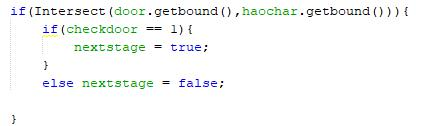 if(Intersect(door.getbound(),haochar.getbound())){
if(checkdoor == 1){
nextstage = true;
}
else nextstage = false;
}